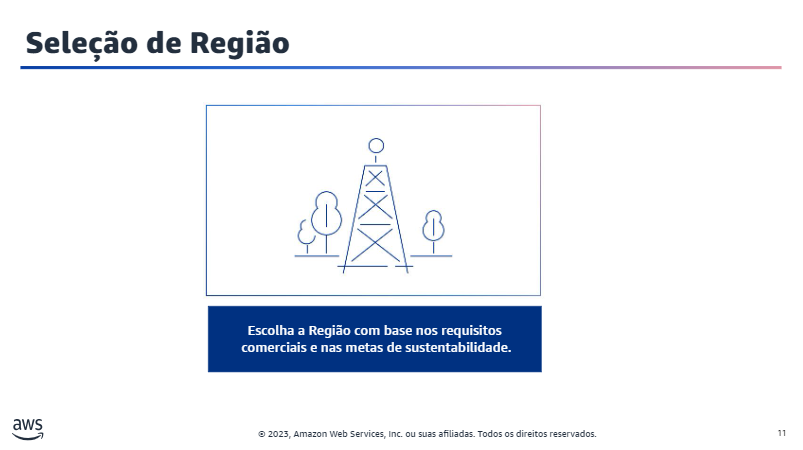 Seleção de Região
Escolha a Região com base nos requisitos
comerciais e nas metas de sustentabilidade.
aws
© 2023, Amazon Web Services, Inc. ou suas afiliadas. Todos os direitos reservados.
11